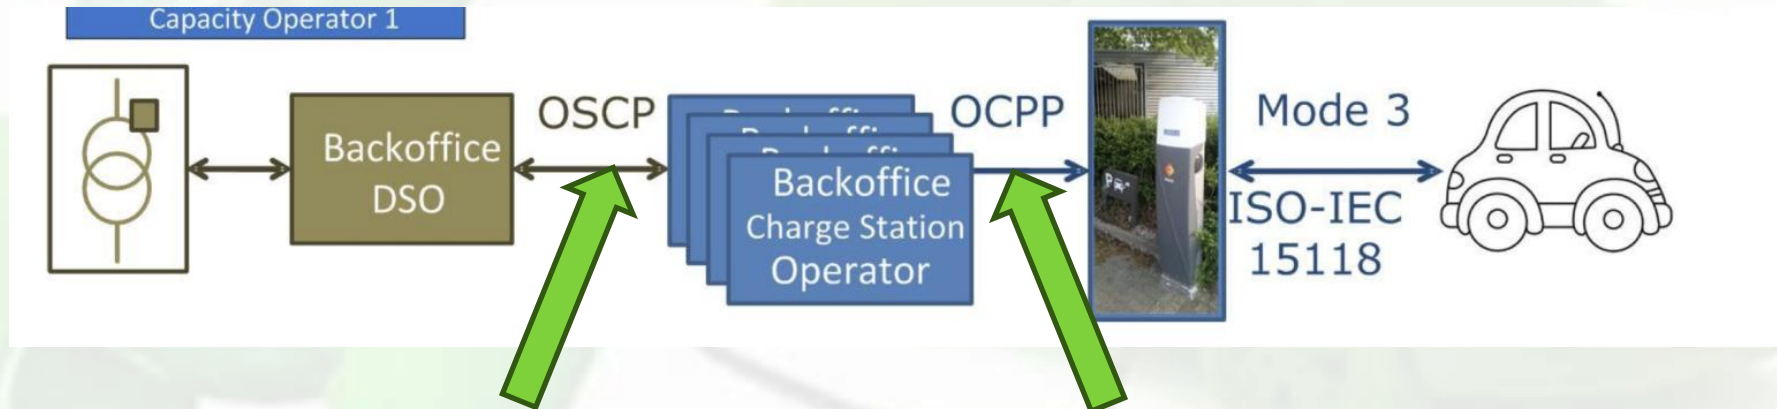 Capacity Operator 1
Backoffice
DSO
OSCP
Backoffice
Charge Station
Operator
OCPP
P
Mode 3
ISO-IEC
15118